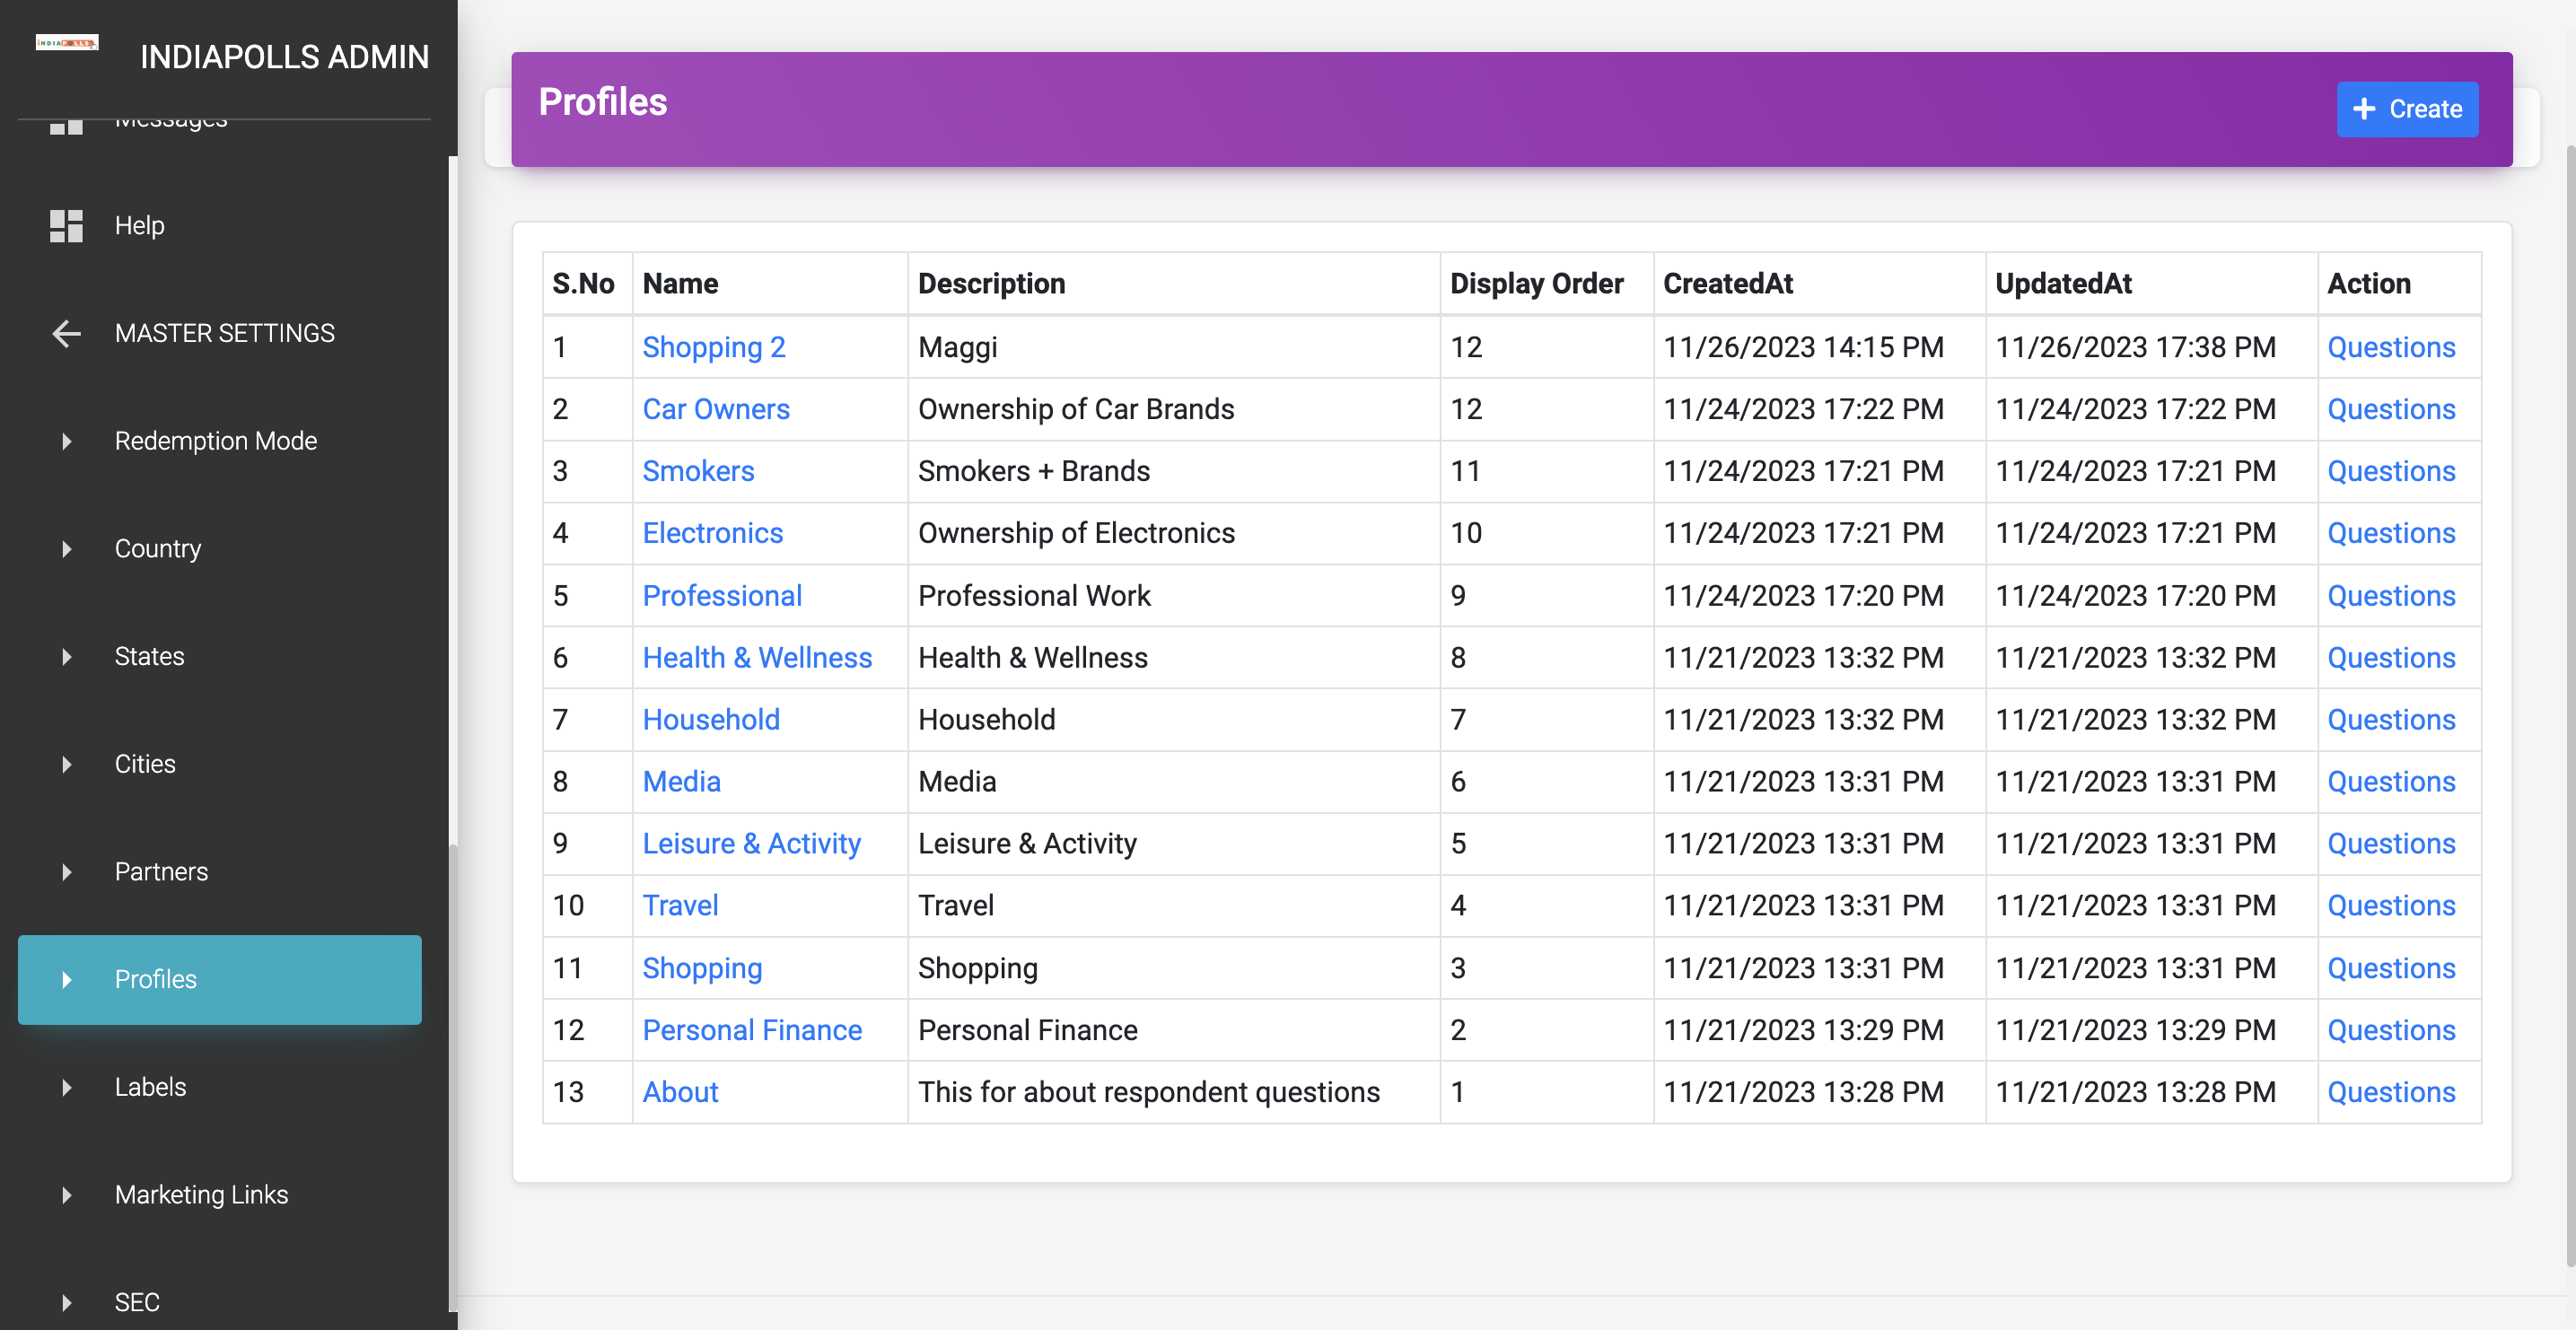 INDIAPOLLS
INDIAPOLLS ADMIN
Messages
Help
MASTER SETTINGS
Redemption Mode
Country
States
Cities
Partners
Profiles
Labels
Marketing Links
SEC
Profiles
+ Create
S.No Name Description Display Order CreatedAt UpdatedAt Action
1 Shopping 2 Maggi 12 11/26/2023 14:15 PM 11/26/2023 17:38 PM Questions
2 Car Owners Ownership of Car Brands 12 11/24/2023 17:22 PM 11/24/2023 17:22 PM Questions
3 Smokers Smokers + Brands 11 11/24/2023 17:21 PM 11/24/2023 17:21 PM Questions
4 Electronics Ownership of Electronics 10 11/24/2023 17:21 PM 11/24/2023 17:21 PM Questions
5 Professional Professional Work 9 11/24/2023 17:20 PM 11/24/2023 17:20 PM Questions
6 Health & Wellness Health & Wellness 8 11/21/2023 13:32 PM 11/21/2023 13:32 PM Questions
7 Household Household 7 11/21/2023 13:32 PM 11/21/2023 13:32 PM Questions
8 Media Media 6 11/21/2023 13:31 PM 11/21/2023 13:31 PM Questions
9 Leisure & Activity Leisure & Activity 5 11/21/2023 13:31 PM 11/21/2023 13:31 PM Questions
10 Travel Travel 4 11/21/2023 13:31 PM 11/21/2023 13:31 PM Questions
11 Shopping Shopping 3 11/21/2023 13:31 PM 11/21/2023 13:31 PM Questions
12 Personal Finance Personal Finance 2 11/21/2023 13:29 PM 11/21/2023 13:29 PM Questions
13 About This for about respondent questions 1 11/21/2023 13:28 PM 11/21/2023 13:28 PM Questions